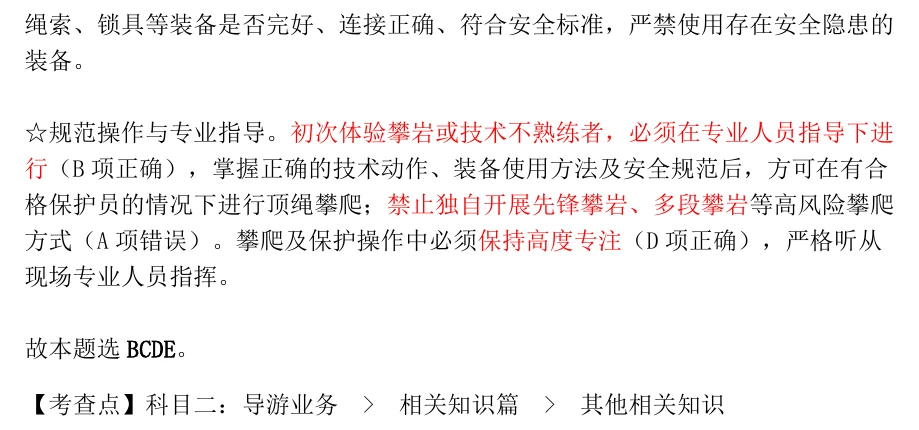 绳索、锁具等装备是否完好、连接正确、符合安全标准，严禁使用存在安全隐患的
装备。
☆规范操作与专业指导。初次体验攀岩或技术不熟练者，必须在专业人员指导下进
行（B 项正确），掌握正确的技术动作、装备使用方法及安全规范后，方可在有合
格保护员的情况下进行顶绳攀爬；禁止独自开展先锋攀岩、多段攀岩等高风险攀爬
方式（A 项错误）。攀爬及保护操作中必须保持高度专注（D 项正确），严格听从
现场专业人员指挥。
故本题选 BCDE。
【考查点】科目二：导游业务 > 相关知识篇 > 其他相关知识